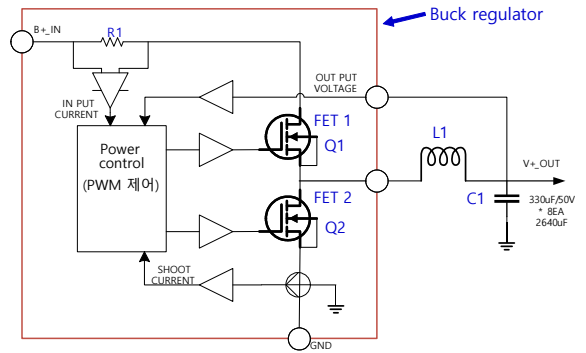 Buck regulator
B+_IN
R1
OUT PUT
VOLTAGE
IN PUT
CURRENT
FET 1
Q1
L1
Power
control
(PWM 제어)
V+_OUT
FET 2
C1
330uF/50V
* 8EA
2640uF
Q2
SHOOT
CURRENT
GND